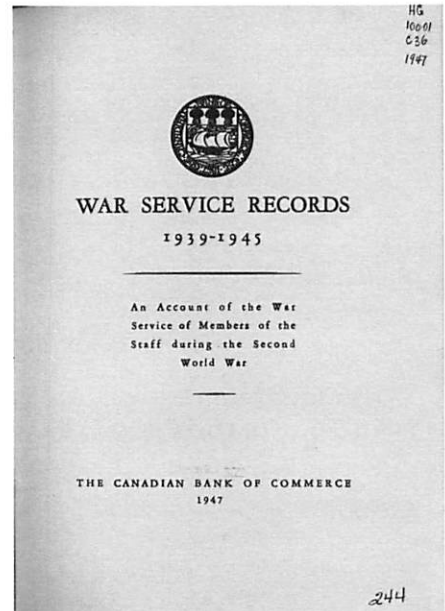 HG
10001
C36
1947
WAR SERVICE RECORDS
1939-1945
An Account of the War
Service of Members of the
Staff during the Second
World War
THE CANADIAN BANK OF COMMERCE
1947
244